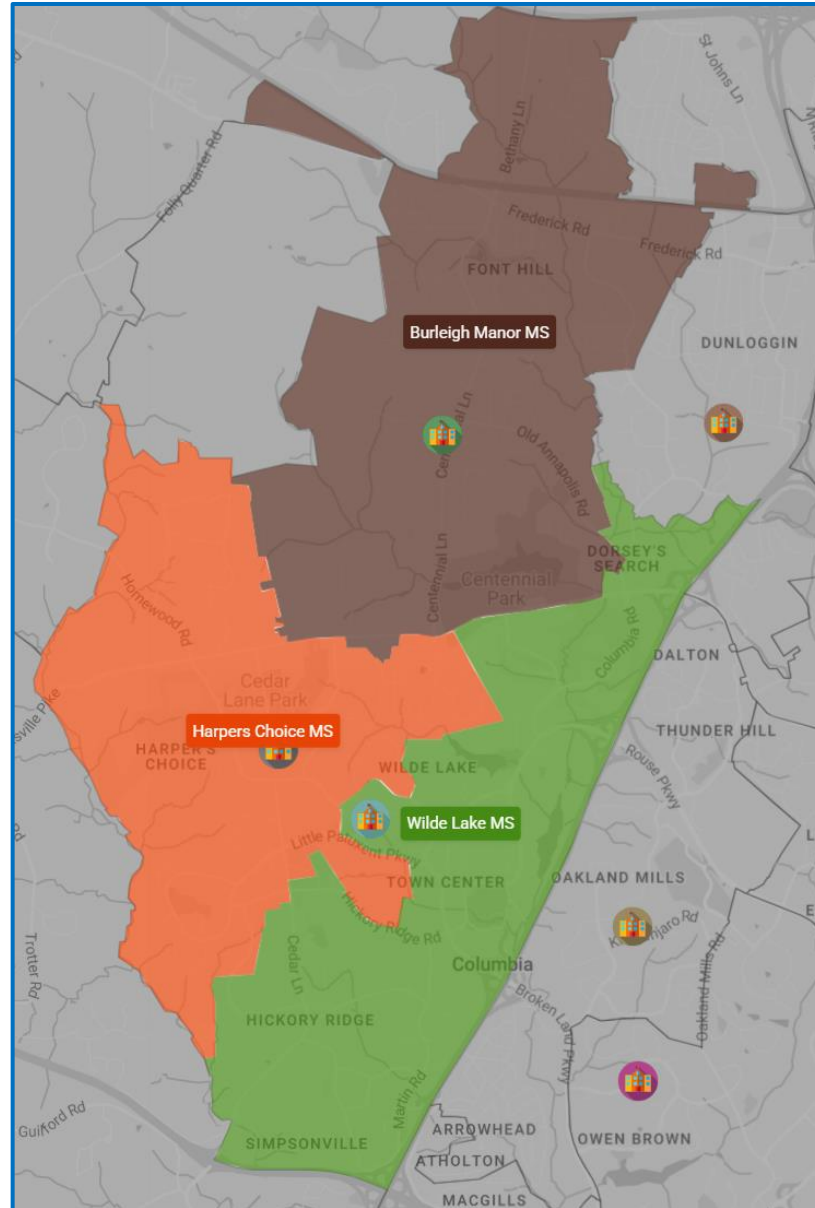 St Johns Ln
Bethany Ln
Folly Quarter Rd
Frederick Rd
Frederick Rd
FONT HILL
Burleigh Manor MS
DUNLOGGIN
Old Annapolis Rd
DORSEY'S
SEARCH
Centennial Ln
Centennial
Park
Homewood Rd
Columbia Rd
DALTON
Cedar
Lane Park
Harpers Choice MS
THUNDER HILL
HARPER'S
CHOICE
WILDE LAKE
Rouse Pkwy
Wilde Lake MS
Little Patuxent Pkwy
TOWN CENTER
OAKLAND MILLS
Hickory Ridge Rd
Trotter Rd
Cedar Ln
Columbia
Oakland Mills Rd
Broken Land Pkwy
HICKORY RIDGE
Martin Rd
Guilford Rd
ARROWHEAD
OWEN BROWN
SIMPSONVILLE
ATHOLTON
MACGILLS